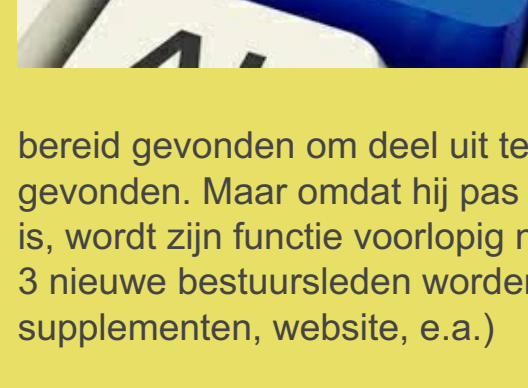 bereid gevonden om deel uit te
gevonden. Maar omdat hij pas
is, wordt zijn functie voorlopig
3 nieuwe bestuursleden worden
supplementen, website, e.a.)